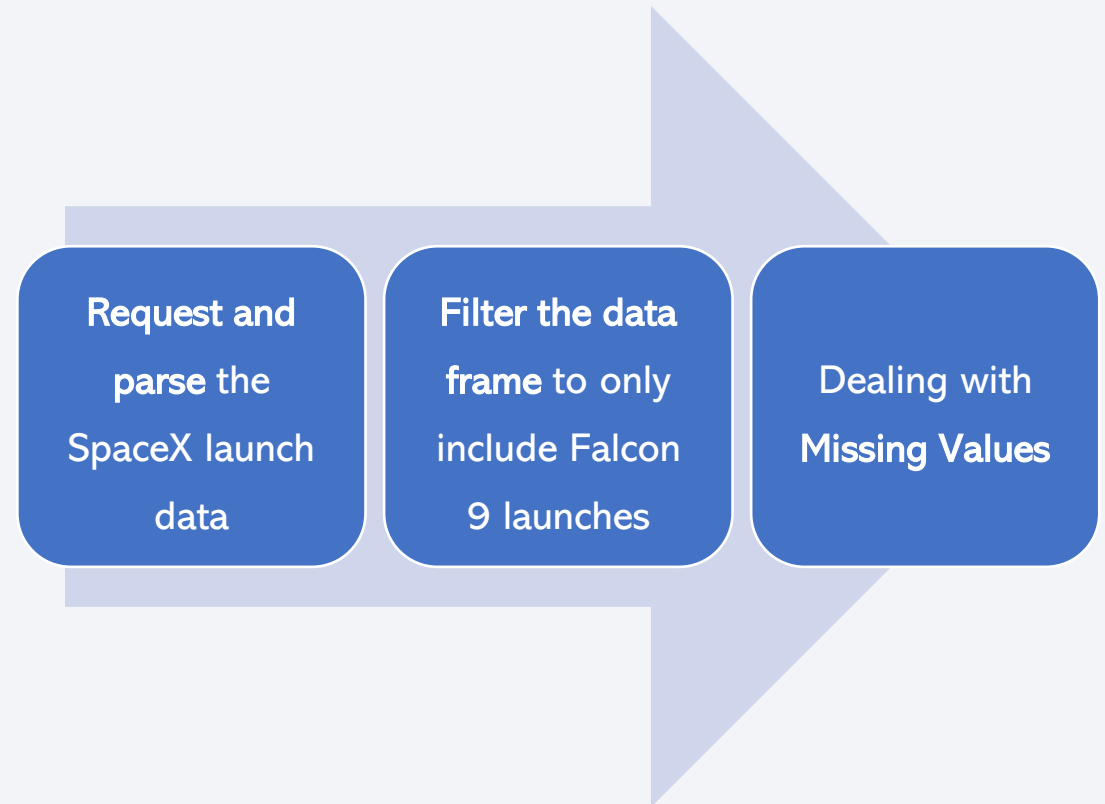 Request and
parse the
SpaceX launch
data
Filter the data
frame to only
include Falcon
9 launches
Dealing with
Missing Values